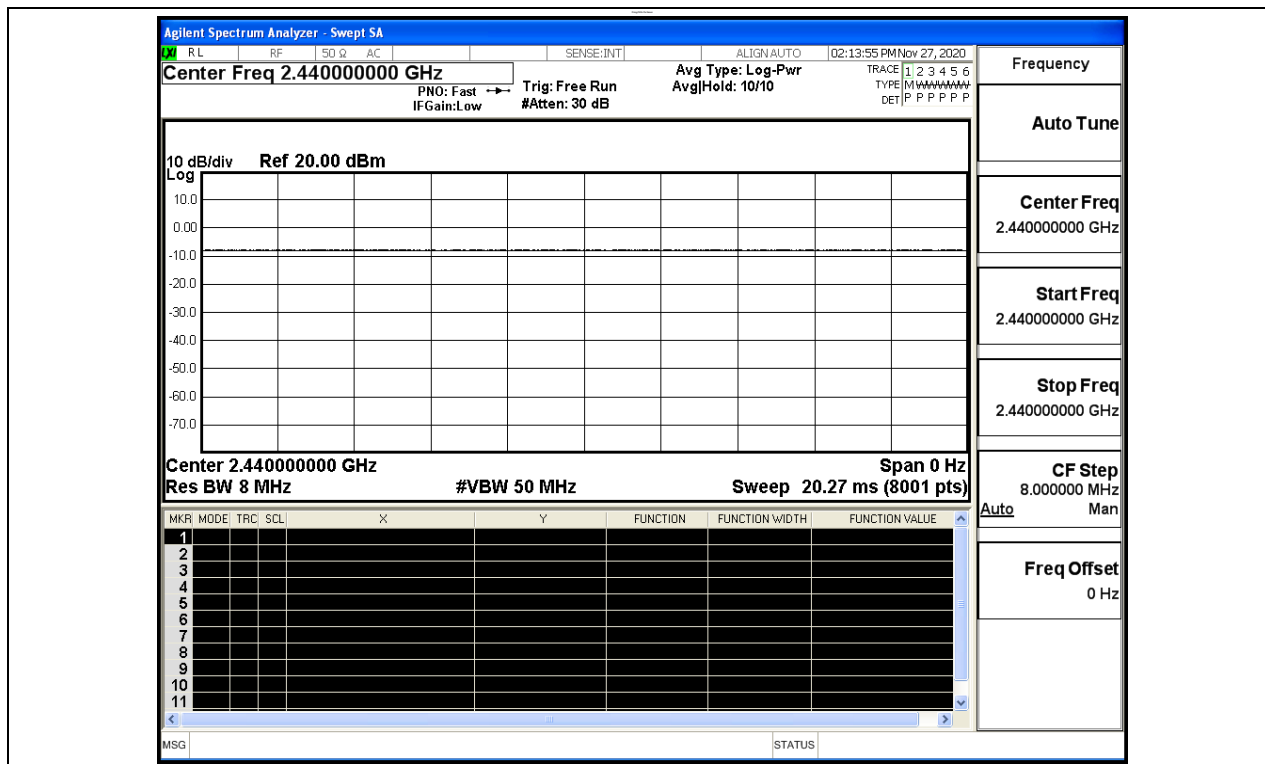 Agilent Spectrum Analyzer - Swept SA
LXI RL RF 50 Ω AC SENSE:INT ALIGN AUTO 02:13:55 PM Nov 27, 2020
Center Freq 2.440000000 GHz
PNO: Fast
IFGain:Low
Trig: Free Run
#Atten: 30 dB
Avg Type: Log-Pwr
Avg|Hold: 10/10
TRACE 1 2 3 4 5 6
TYPE M WWWWW
DET P P P P P P
10 dB/div Ref 20.00 dBm
Log
10.0
0.00
-10.0
-20.0
-30.0
-40.0
-50.0
-60.0
-70.0
Center 2.440000000 GHz Span 0 Hz
Res BW 8 MHz #VBW 50 MHz Sweep 20.27 ms (8001 pts)
MKR MODE TRC SCL X Y FUNCTION FUNCTION WIDTH FUNCTION VALUE
1
2
3
4
5
6
7
8
9
10
11
MSG STATUS
Frequency
Auto Tune
Center Freq
2.440000000 GHz
Start Freq
2.440000000 GHz
Stop Freq
2.440000000 GHz
CF Step
8.000000 MHz
Auto Man
Freq Offset
0 Hz